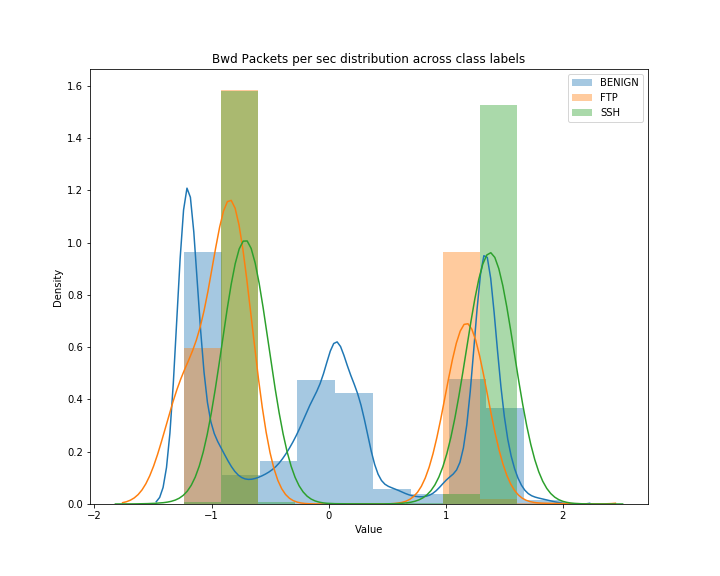 Bwd Packets per sec distribution across class labels
BENIGN
FTP
SSH
1.6
1.4
1.2
1.0
0.8
0.6
0.4
0.2
0.0
Density
−2
−1
0
1
2
Value